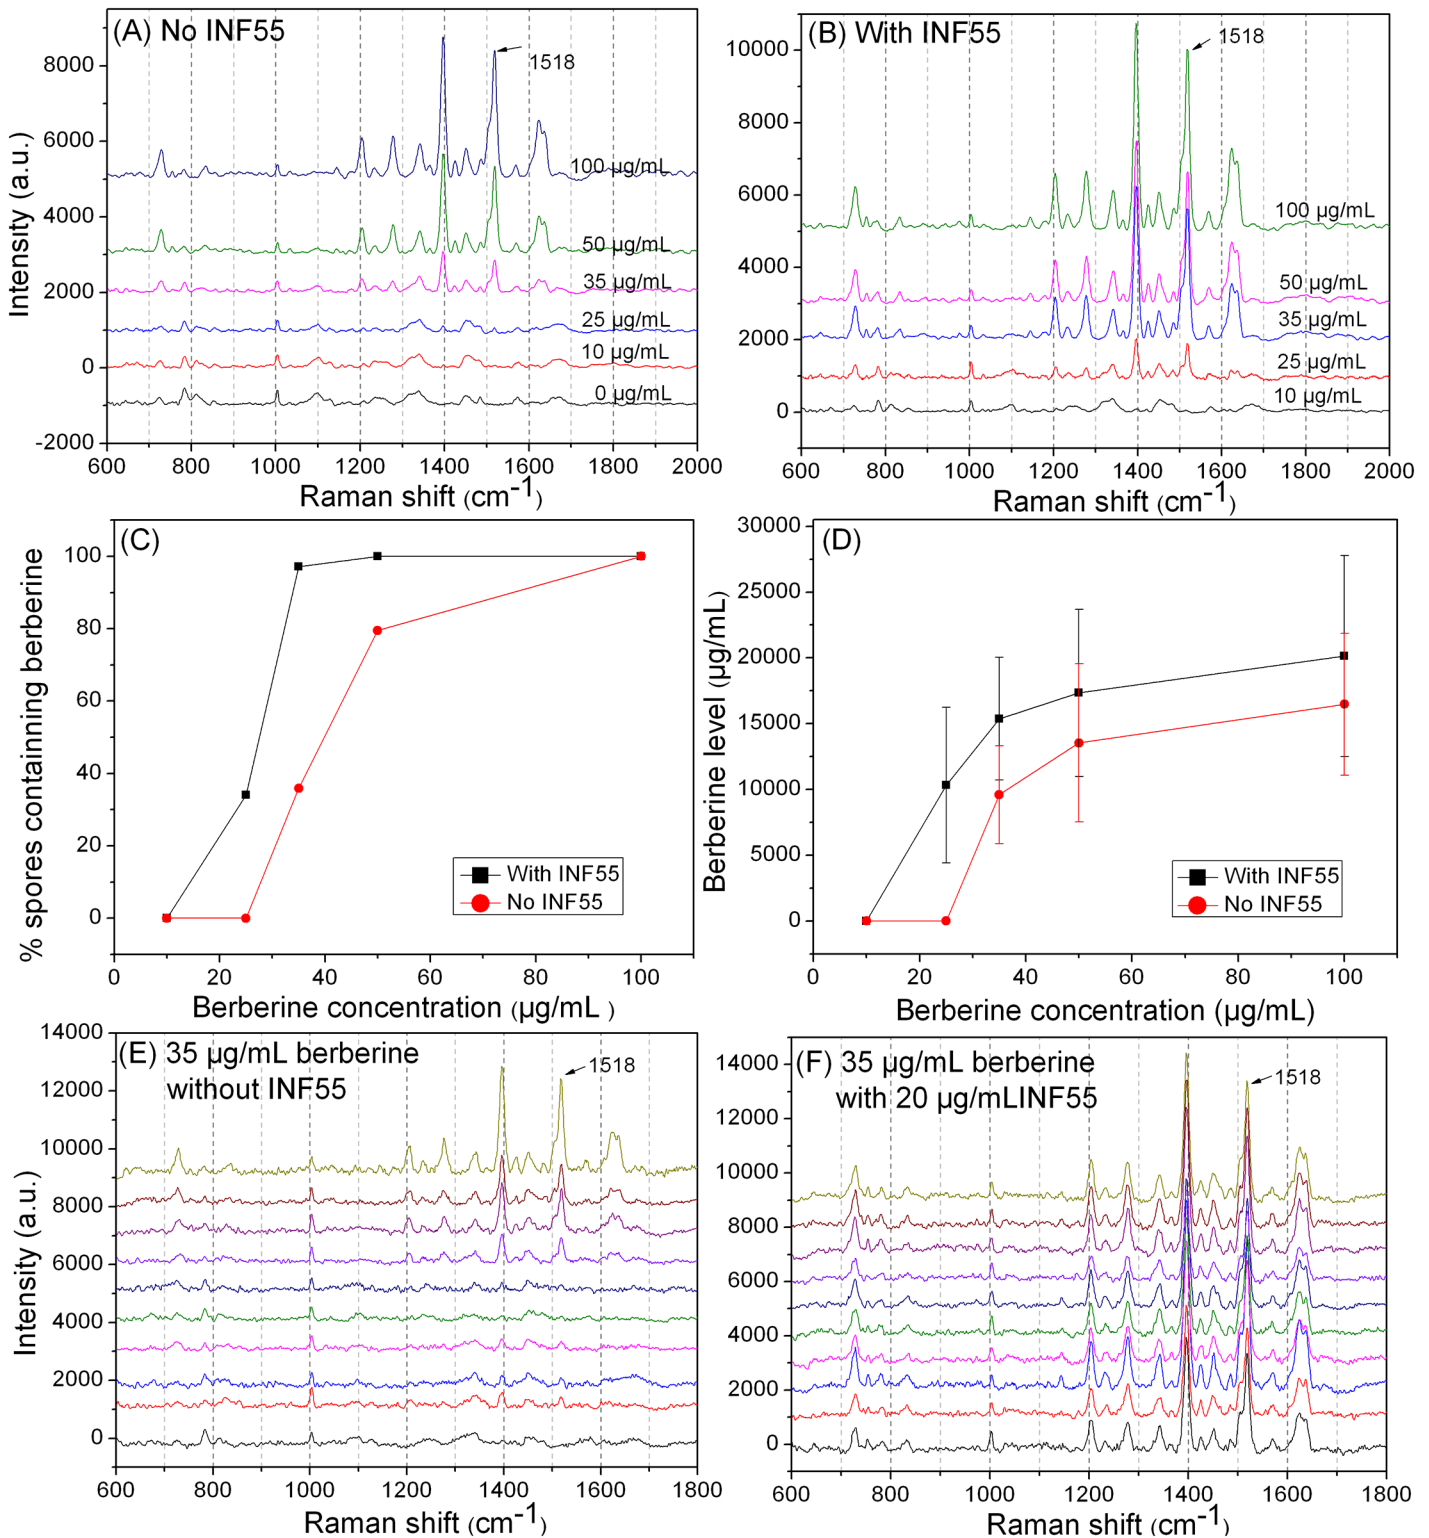 (A) No INF55
1518
100 µg/mL
50 µg/mL
35 µg/mL
25 µg/mL
10 µg/mL
0 µg/mL
8000
6000
4000
2000
0
-2000
Intensity (a.u.)
600 800 1000 1200 1400 1600 1800 2000
Raman shift (cm-1)
(B) With INF55
1518
100 µg/mL
50 µg/mL
35 µg/mL
25 µg/mL
10 µg/mL
10000
8000
6000
4000
2000
0
600 800 1000 1200 1400 1600 1800 2000
Raman shift (cm-1)
(C)
100
80
60
40
20
0
% spores containing berberine
With INF55
No INF55
0 20 40 60 80 100
Berberine concentration (µg/mL )
(D)
30000
25000
20000
15000
10000
5000
0
Berberine level (µg/mL)
With INF55
No INF55
0 20 40 60 80 100
Berberine concentration (µg/mL)
(E) 35 µg/mL berberine
without INF55
1518
14000
12000
10000
8000
6000
4000
2000
0
Intensity (a.u.)
600 800 1000 1200 1400 1600 1800
Raman shift (cm-1)
(F) 35 µg/mL berberine
with 20 µg/mLINF55
1518
14000
12000
10000
8000
6000
4000
2000
0
600 800 1000 1200 1400 1600 1800
Raman shift (cm-1)